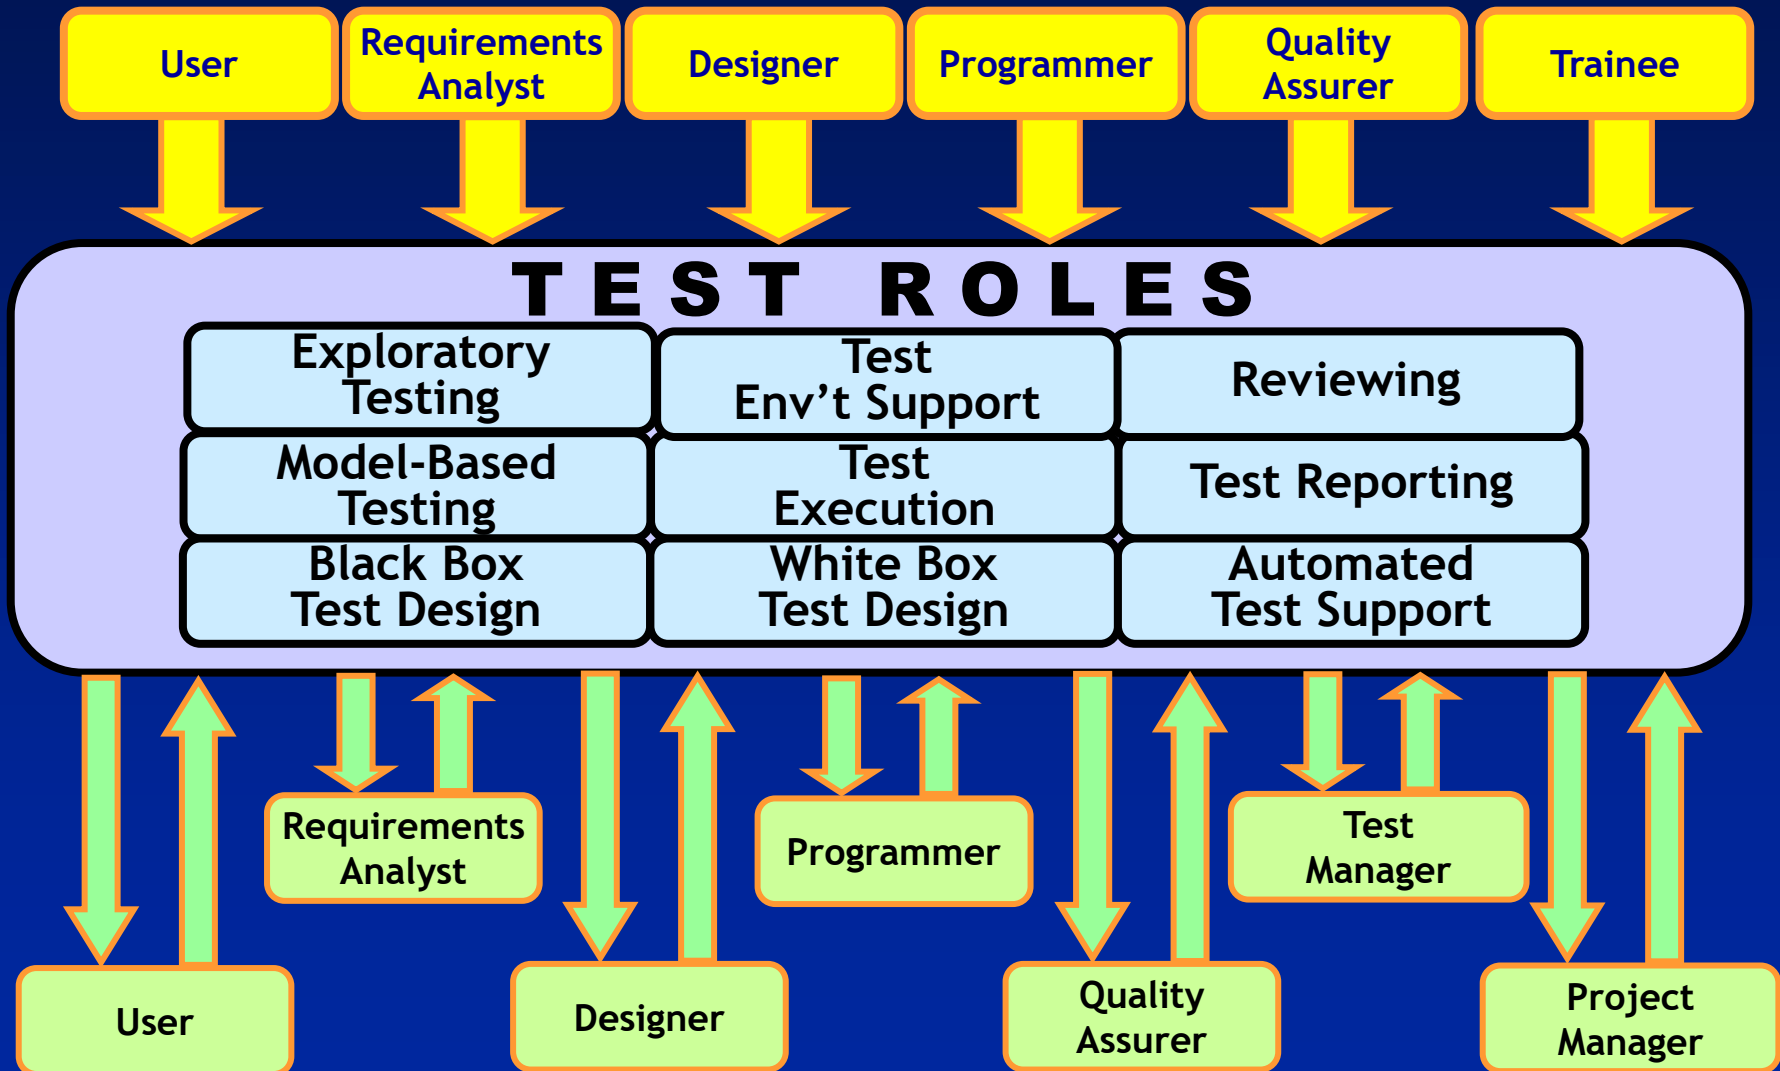 User
Requirements
Analyst
Designer
Programmer
Quality
Assurer
Trainee
TEST ROLES
Exploratory
Testing
Test
Env’t Support
Reviewing
Model-Based
Testing
Test
Execution
Test Reporting
Black Box
Test Design
White Box
Test Design
Automated
Test Support
Requirements
Analyst
Programmer
Test
Manager
User
Designer
Quality
Assurer
Project
Manager